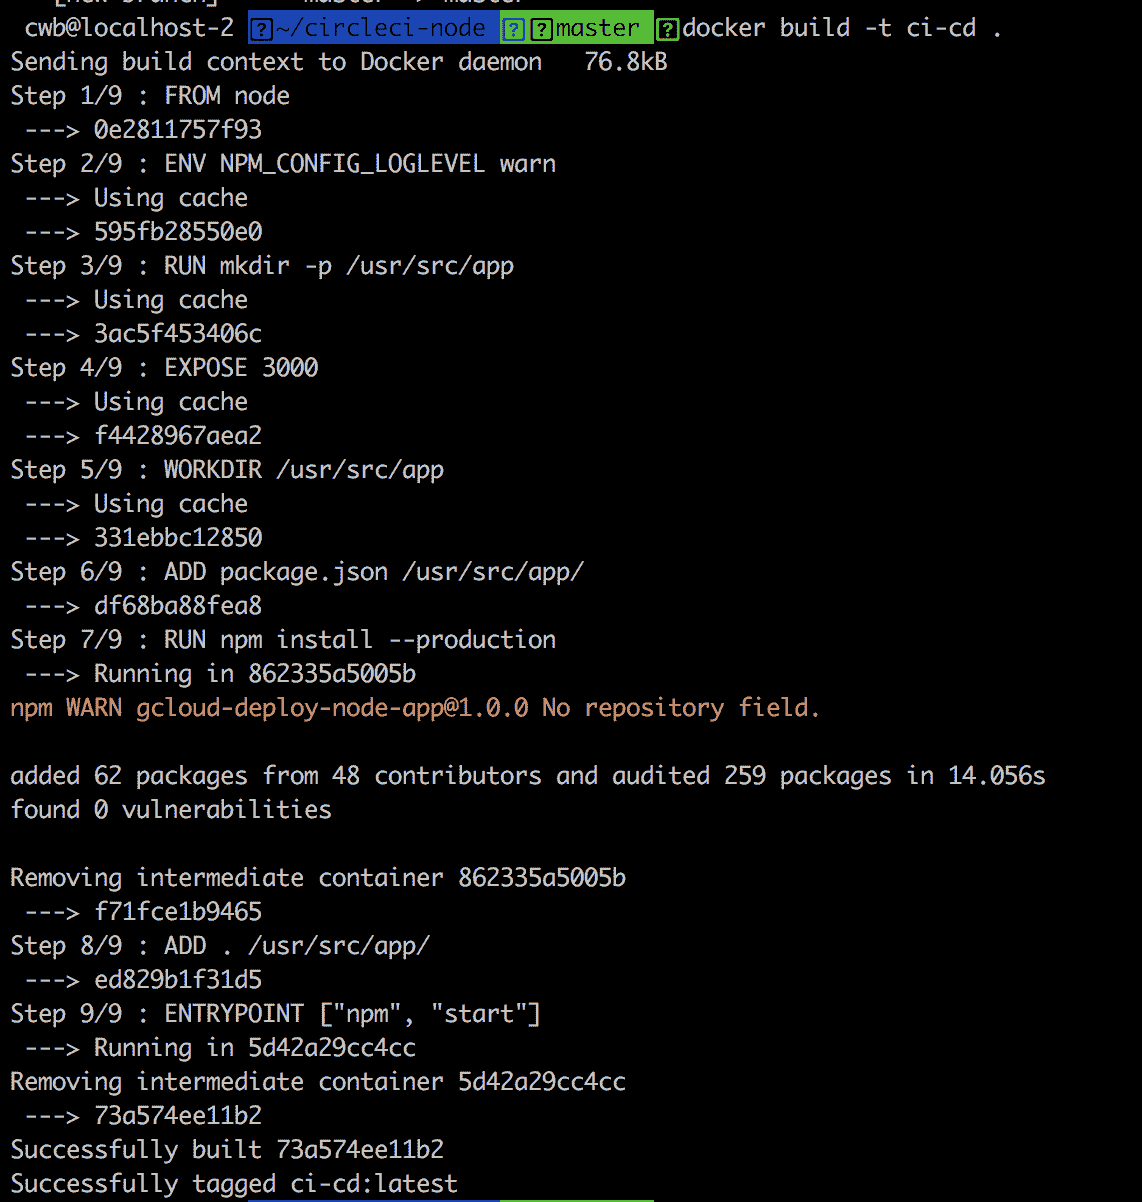 cwb@localhost-2 ~/circleci-node master docker build -t ci-cd .
Sending build context to Docker daemon 76.8kB
Step 1/9 : FROM node
---> 0e2811757f93
Step 2/9 : ENV NPM_CONFIG_LOGLEVEL warn
---> Using cache
---> 595fb28550e0
Step 3/9 : RUN mkdir -p /usr/src/app
---> Using cache
---> 3ac5f453406c
Step 4/9 : EXPOSE 3000
---> Using cache
---> f4428967aea2
Step 5/9 : WORKDIR /usr/src/app
---> Using cache
---> 331ebbc12850
Step 6/9 : ADD package.json /usr/src/app/
---> df68ba88fea8
Step 7/9 : RUN npm install --production
---> Running in 862335a5005b
npm WARN gcloud-deploy-node-app@1.0.0 No repository field.
added 62 packages from 48 contributors and audited 259 packages in 14.056s
found 0 vulnerabilities
Removing intermediate container 862335a5005b
---> f71fce1b9465
Step 8/9 : ADD . /usr/src/app/
---> ed829b1f31d5
Step 9/9 : ENTRYPOINT ["npm", "start"]
---> Running in 5d42a29cc4cc
Removing intermediate container 5d42a29cc4cc
---> 73a574ee11b2
Successfully built 73a574ee11b2
Successfully tagged ci-cd:latest